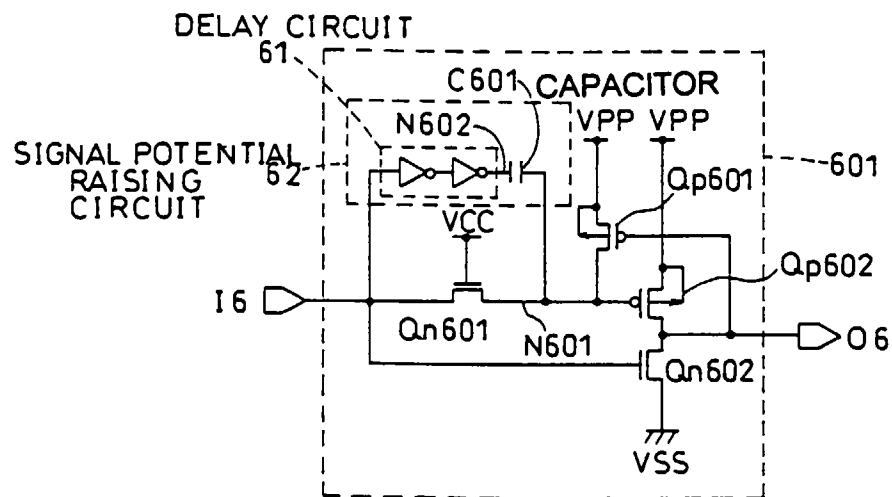 DELAY CIRCUIT
61
C601
CAPACITOR
N602
VPP VPP
SIGNAL POTENTIAL
RAISING
CIRCUIT
62
601
Qp601
VCC
Qp602
I6
Qn601
N601
O6
Qn602
VSS